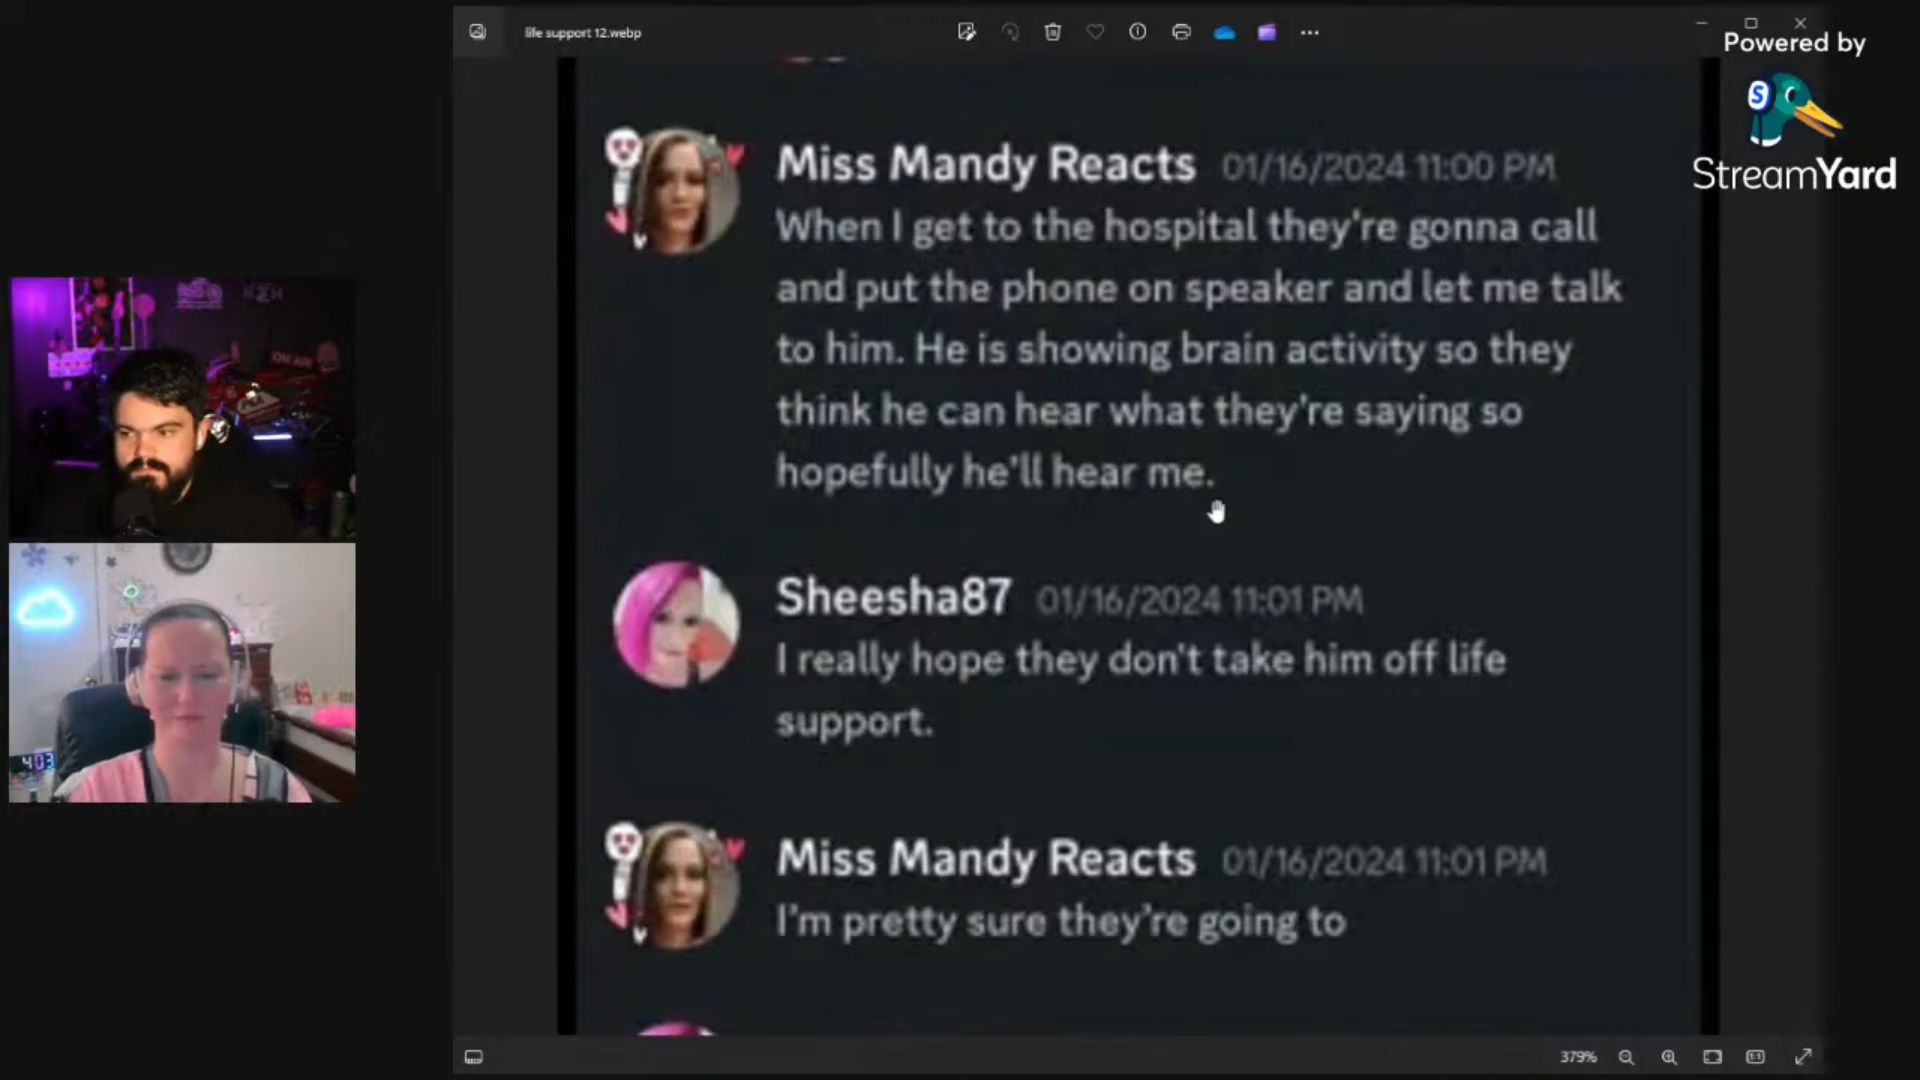 life support 12.webp
Powered by
StreamYard
Miss Mandy Reacts 01/16/2024 11:00 PM
When I get to the hospital they're gonna call
and put the phone on speaker and let me talk
to him. He is showing brain activity so they
think he can hear what they're saying so
hopefully he'll hear me.
Sheesha87 01/16/2024 11:01 PM
I really hope they don't take him off life
support.
Miss Mandy Reacts 01/16/2024 11:01 PM
I'm pretty sure they're going to
ON AIR
4:03
379%